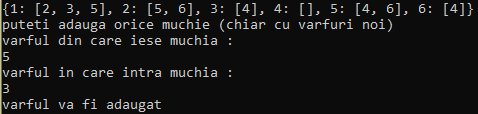 {1: [2, 3, 5], 2: [5, 6], 3: [4], 4: [], 5: [4, 6], 6: [4]}
puteti adauga orice muchie (chiar cu varfuri noi)
varful din care iese muchia :
5
varful in care intra muchia :
3
varful va fi adaugat